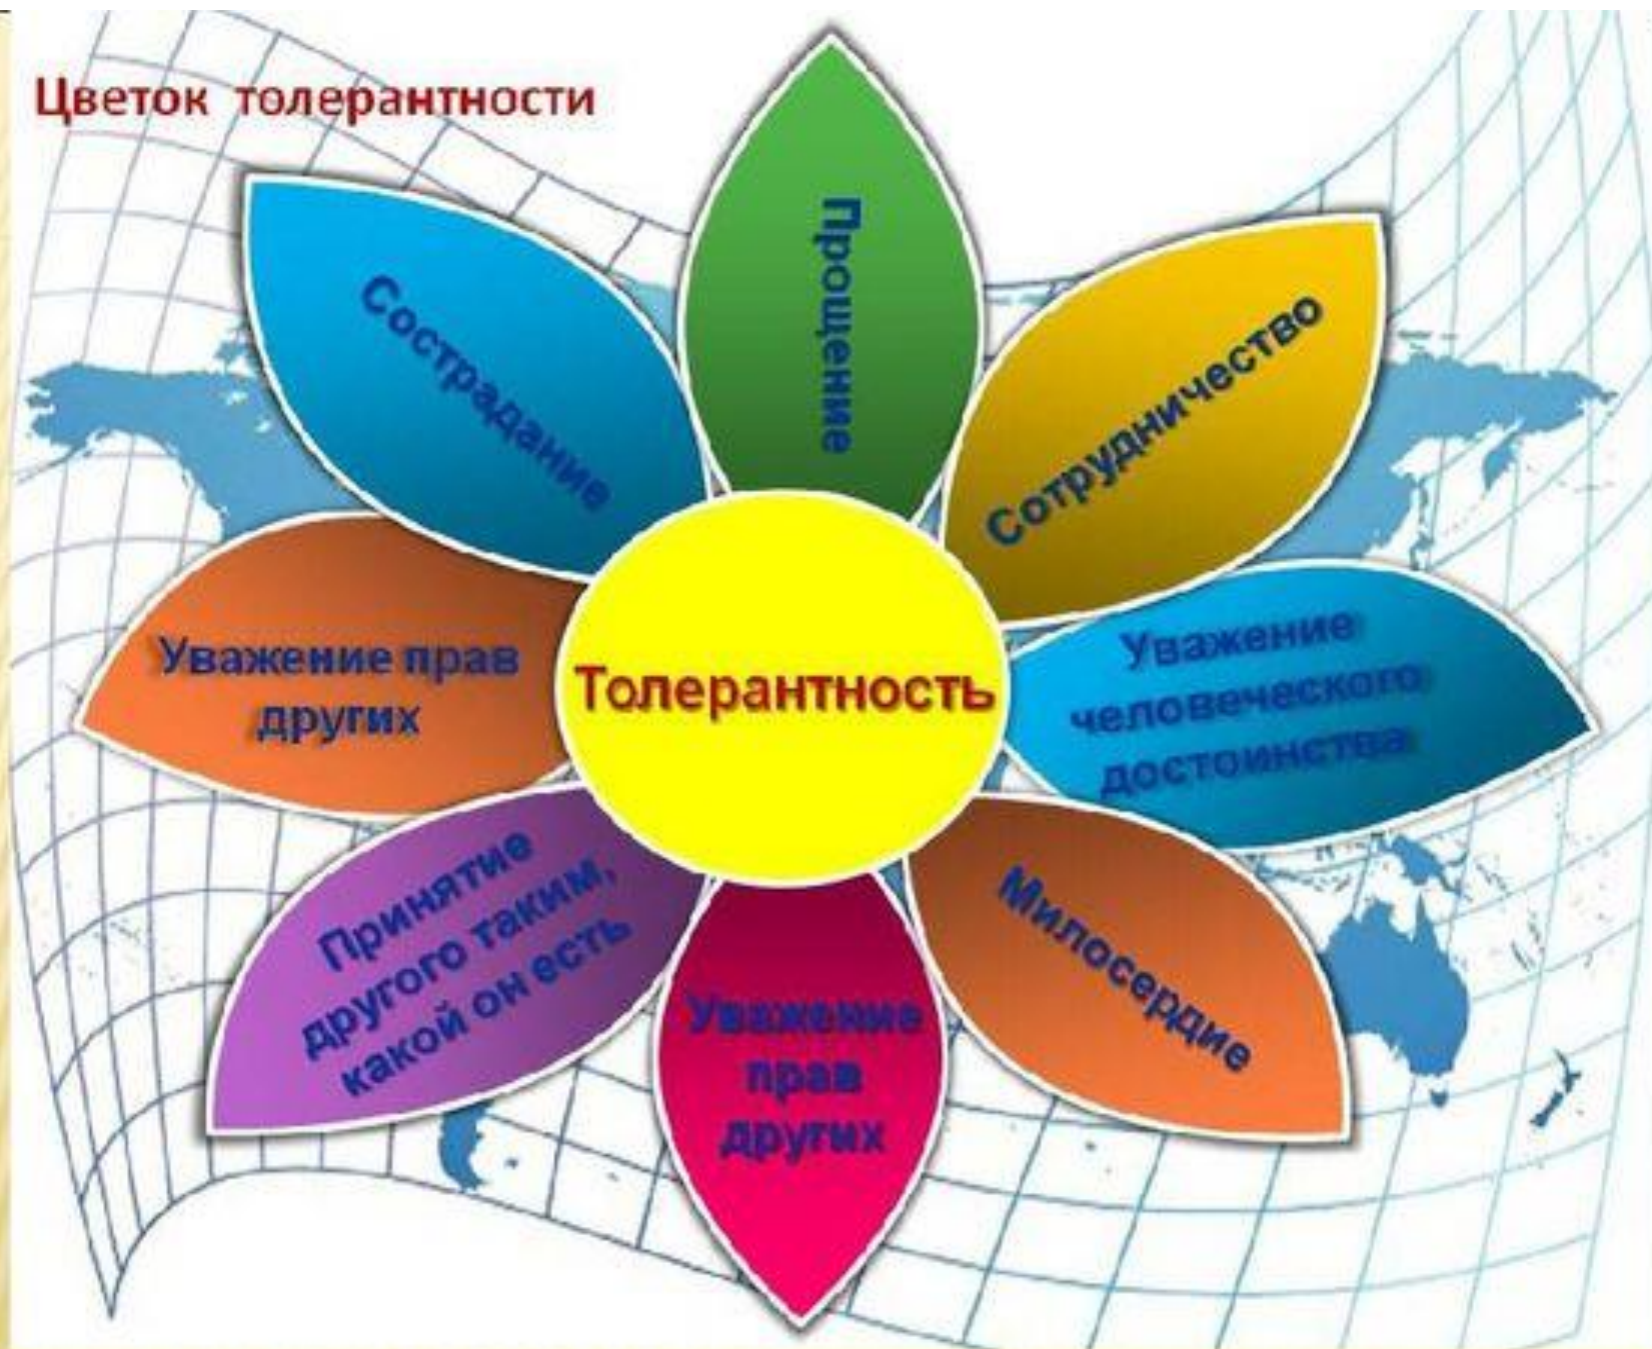 Цветок толерантности
Прощение
Сострадание
Сотрудничество
Уважение прав
других
Толерантность
Уважение
человеческого
достоинства
Принятие
другого таким,
какой он есть
Уважение
прав
других
Милосердие